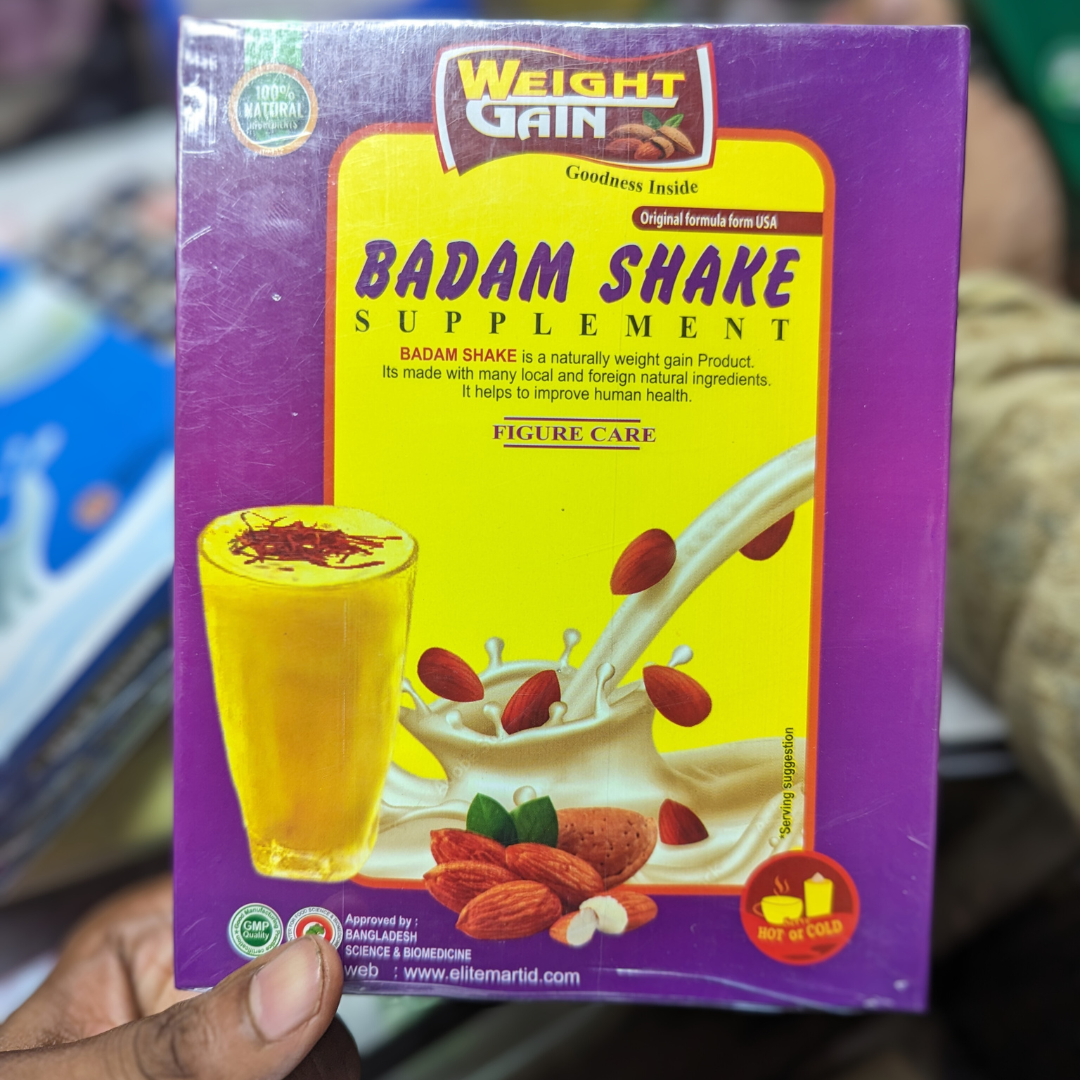 100%
NATURAL
INGREDIENTS
WEIGHT
GAIN
Goodness Inside
Original formula form USA
BADAM SHAKE
SUPPLEMENT
BADAM SHAKE is a naturally weight gain Product.
Its made with many local and foreign natural ingredients.
It helps to improve human health.
FIGURE CARE
*Serving suggestion
HOT or COLD
GMP
Quality
Approved by :
BANGLADESH
SCIENCE & BIOMEDICINE
web : www.elitemartid.com